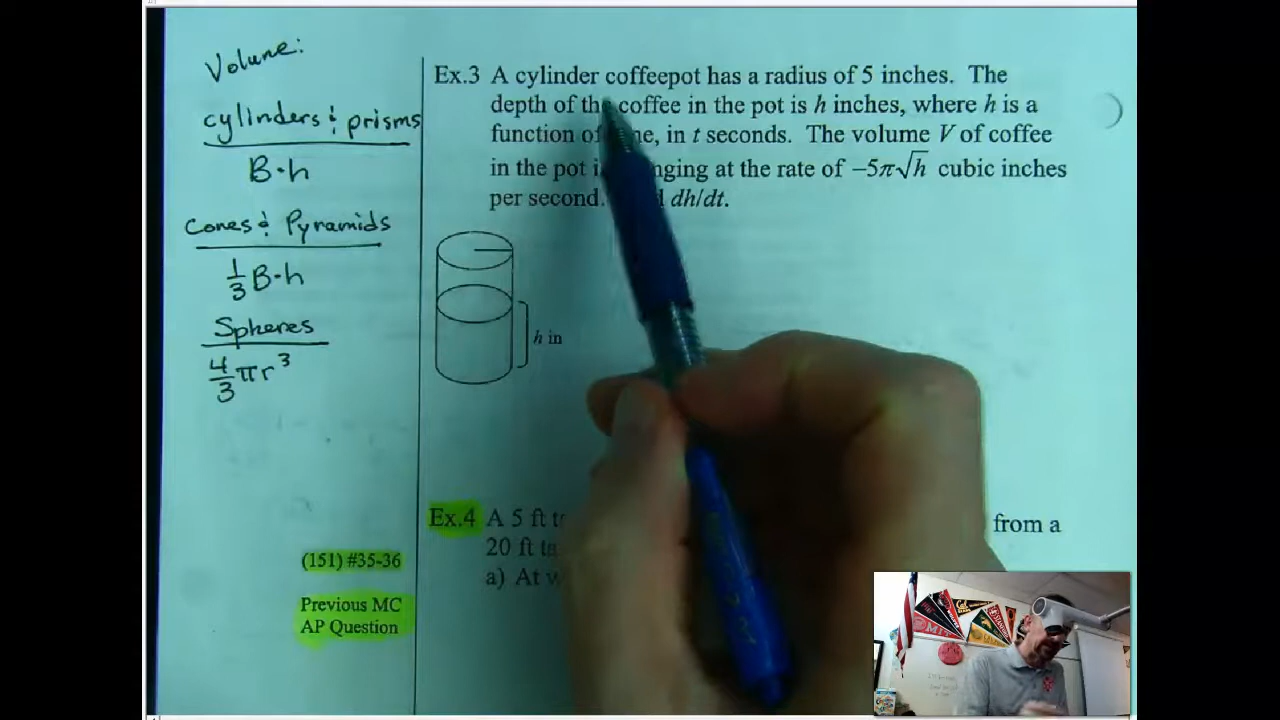 Volume:
cylinders & prisms
B·h
Cones & Pyramids
1/3 B·h
Spheres
4/3 πr³
(151) #35-36
Previous MC
AP Question
Ex.3 A cylinder coffeepot has a radius of 5 inches. The
depth of the coffee in the pot is h inches, where h is a
function of me, in t seconds. The volume V of coffee
in the pot i nging at the rate of −5π√h cubic inches
per second. dh/dt.
h in
Ex.4 A 5 ft from a
20 ft
a) At
MIT
Cal